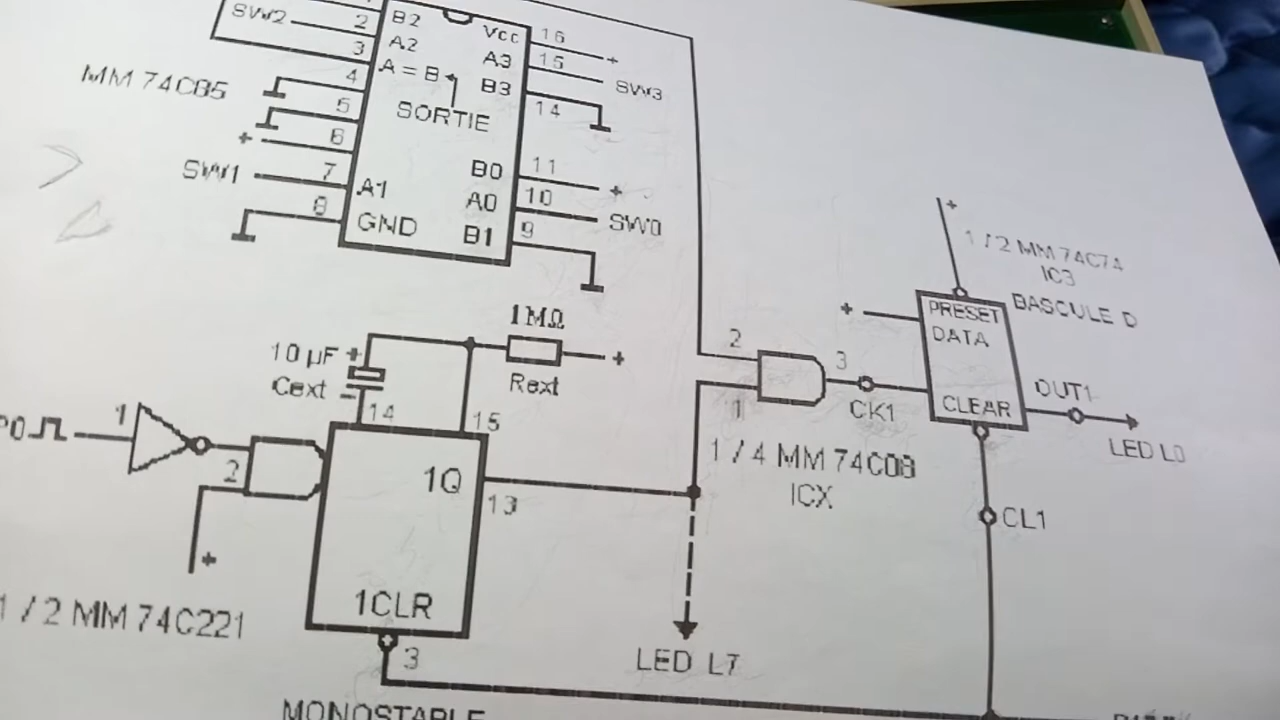 SW2
2
3
B2
A2
A = B
SORTIE
Vcc
A3
B3
16
+
15
SW3
14
MM 74C85
4
5
+
6
SW1
7
8
A1
GND
B0
A0
B1
11
+
10
SW0
9
+
1 / 2 MM 74C74
IC3
BASCULE D
+
PRESET
DATA
CLEAR
OUT1
LED L0
CL1
2
1
3
CK1
1 / 4 MM 74C08
ICX
1MΩ
+
Rext
10 µF +
Cext
14
15
1
2
+
1Q
13
1CLR
3
1 / 2 MM 74C221
LED L7
MONOSTABLE